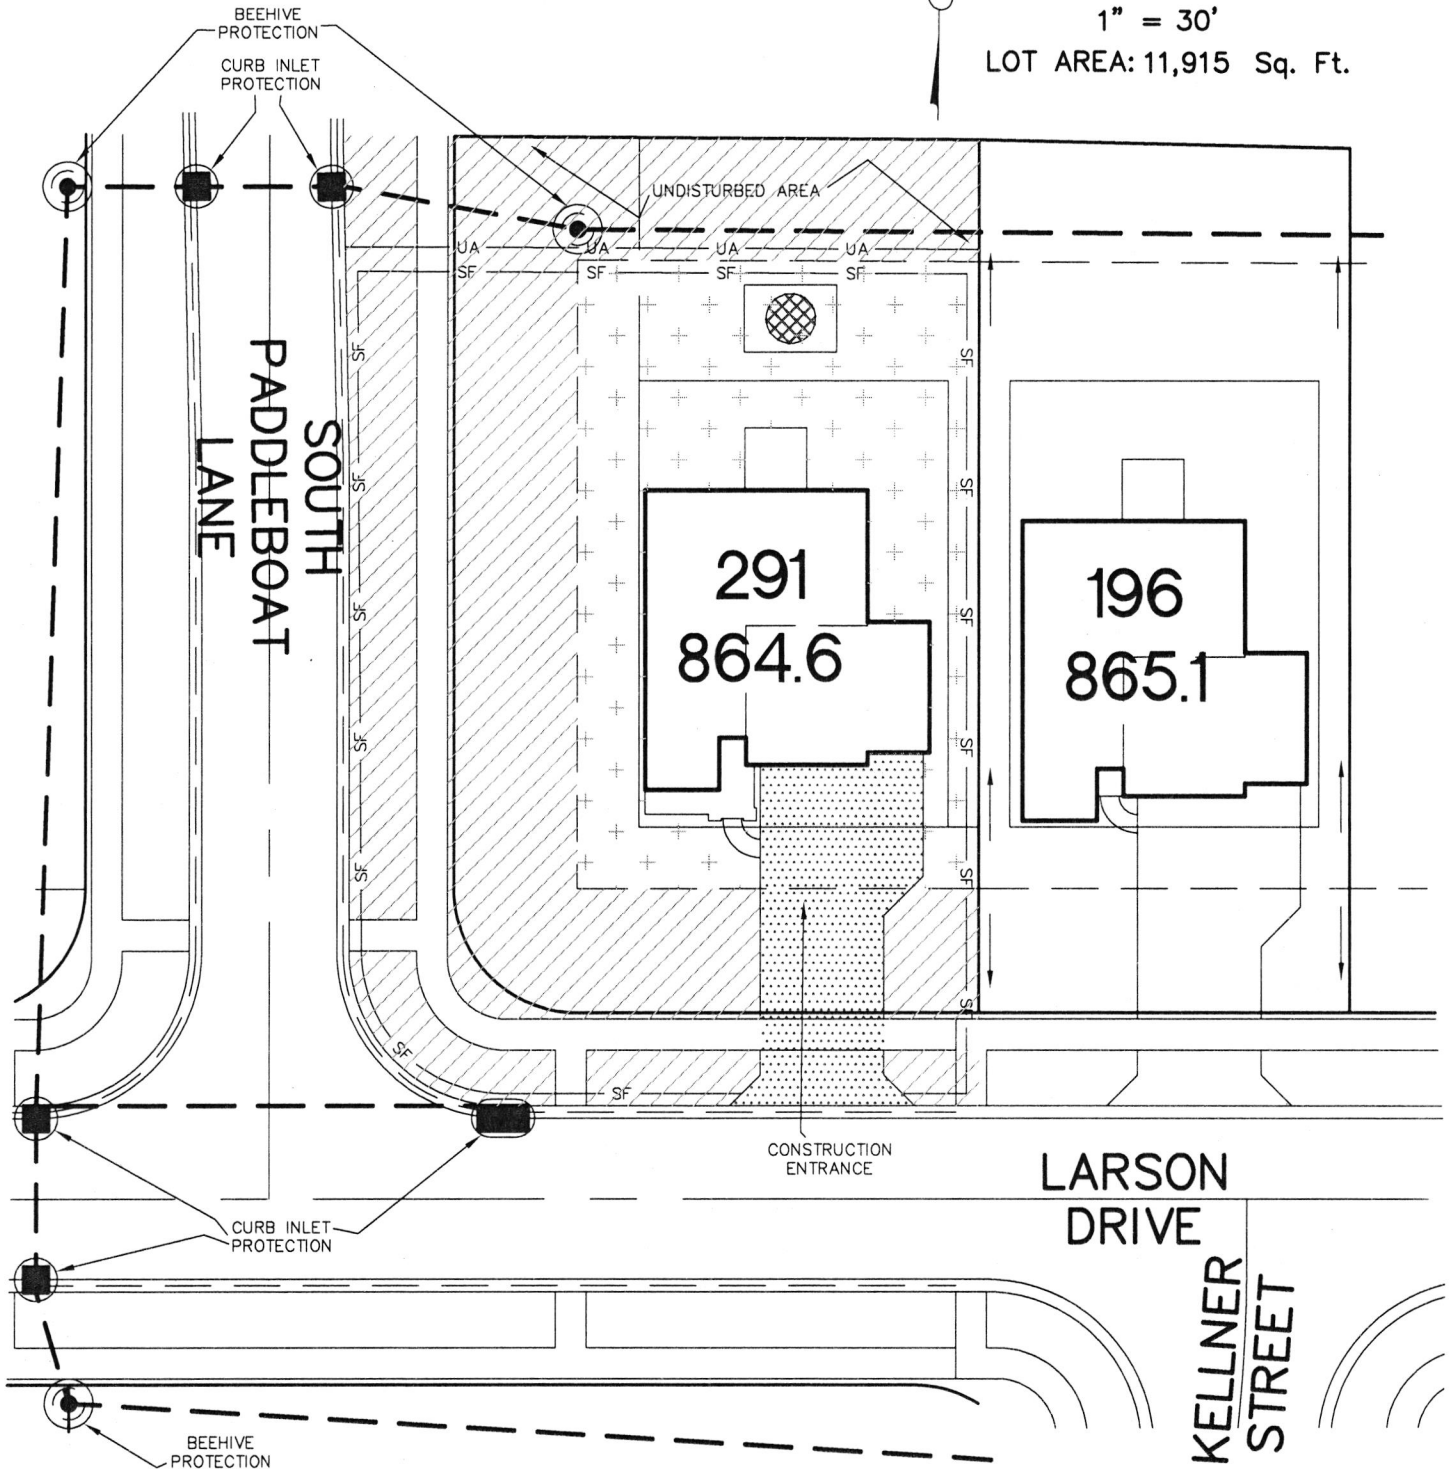 BEEHIVE
PROTECTION
1" = 30'
LOT AREA: 11,915 Sq. Ft.
CURB INLET
PROTECTION
UNDISTURBED AREA
UA UA UA UA
SF SF SF SF
SF
SF
SF
SF
SF
SF
SF
SF
SF
SF
SF
SOUTH
PADDLEBOAT
LANE
291
864.6
196
865.1
SF
SF
CONSTRUCTION
ENTRANCE
LARSON
DRIVE
CURB INLET
PROTECTION
KELLNER
STREET
BEEHIVE
PROTECTION